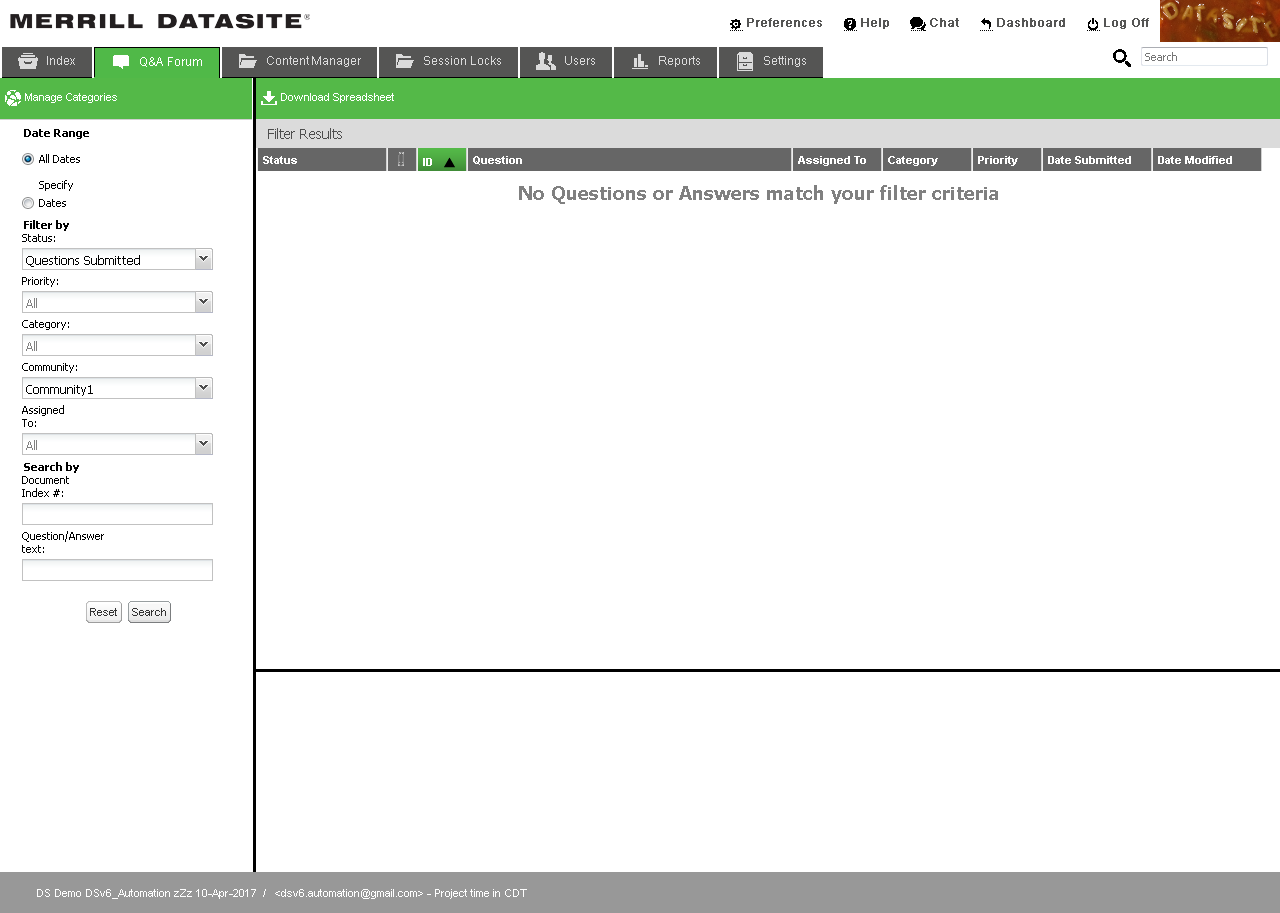 MERRILL DATASITE®
Preferences
Help
Chat
Dashboard
Log Off
DATASITE
Index
Q&A Forum
Content Manager
Session Locks
Users
Reports
Settings
Search
Manage Categories
Download Spreadsheet
Date Range
All Dates
Specify
Dates
Filter by
Status:
Questions Submitted
Priority:
All
Category:
All
Community:
Community1
Assigned
To:
All
Search by
Document
Index #:
Question/Answer
text:
Reset
Search
Filter Results
Status
ID
Question
Assigned To
Category
Priority
Date Submitted
Date Modified
No Questions or Answers match your filter criteria
DS Demo DSv6_Automation zZz 10-Apr-2017 / <dsv6.automation@gmail.com> - Project time in CDT